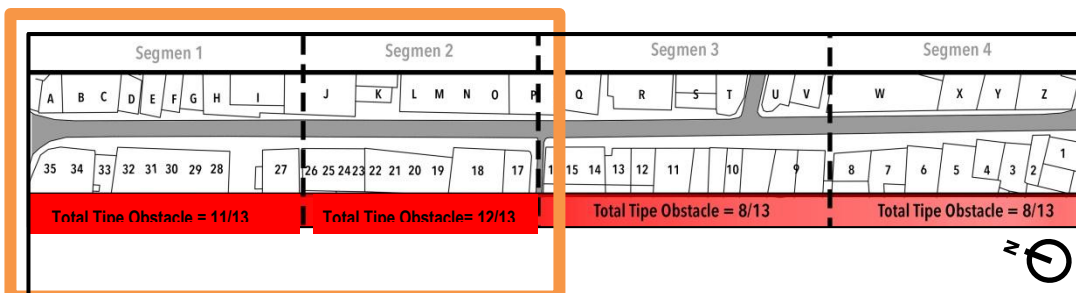 Segmen 1 Segmen 2 Segmen 3 Segmen 4
A B C D E F G H I J K L M N O P Q R S T U V W X Y Z
35 34 33 32 31 30 29 28 27 26 25 24 23 22 21 20 19 18 17 15 14 13 12 11 10 9 8 7 6 5 4 3 2 1
Total Tipe Obstacle = 11/13 Total Tipe Obstacle= 12/13 Total Tipe Obstacle = 8/13 Total Tipe Obstacle = 8/13
N